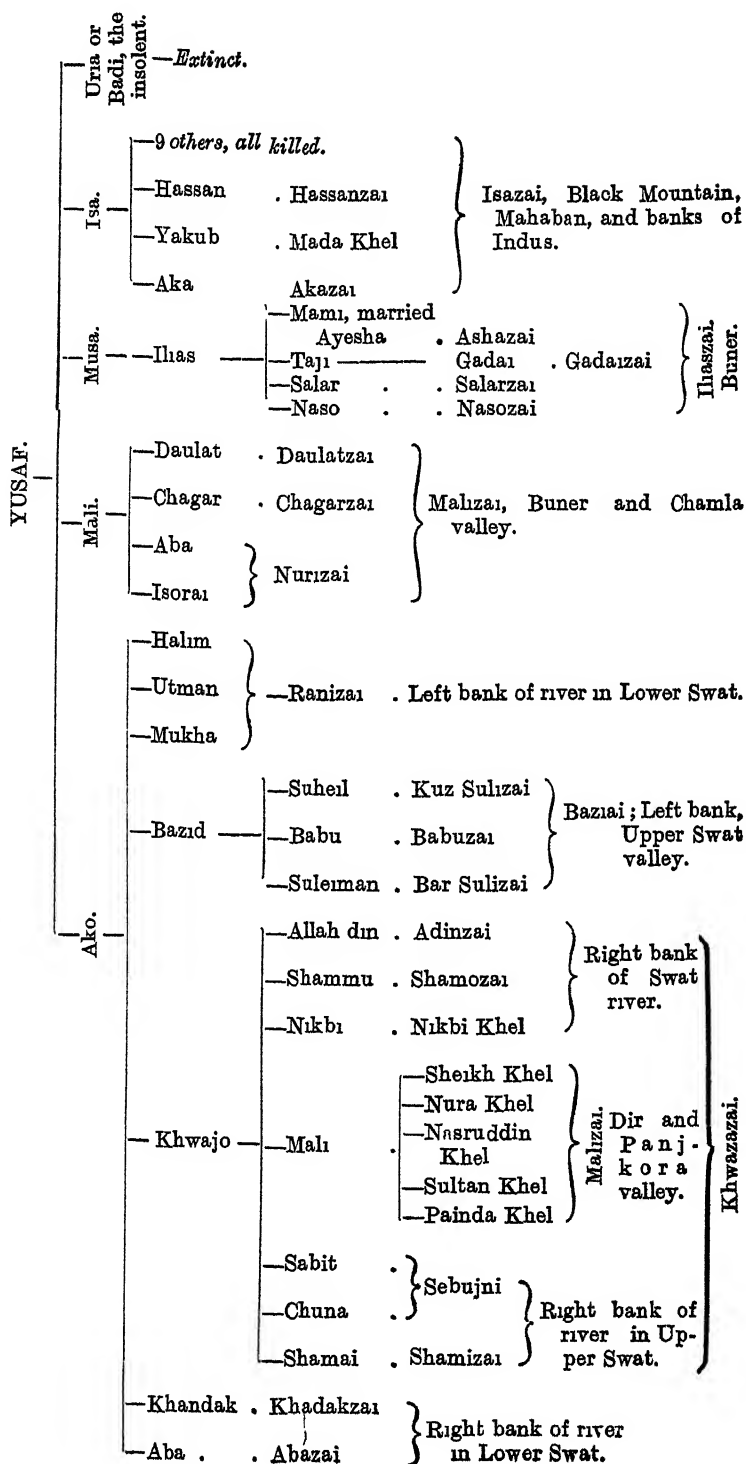 YUSAF.
Uria or Badi, the insolent. —Extinct.
Isa.
—9 others, all killed.
—Hassan . Hassanzai
—Yakub . Mada Khel
—Aka Akazai
Isazai, Black Mountain,
Mahaban, and banks of
Indus.
Musa. —Ilias
—Mami, married
Ayesha . Ashazai
—Taji —— Gadai . Gadaizai
—Salar . . Salarzai
—Naso . . Nasozai
Iliaszai.
Buner.
Mali.
—Daulat . Daulatzai
—Chagar . Chagarzai
—Aba
—Isorai
Nurizai
Malizai, Buner and Chamla
valley.
Ako.
—Halim
—Utman
—Mukha
—Ranizai . Left bank of river in Lower Swat.
—Bazid
—Suheil . Kuz Sulizai
—Babu . Babuzai
—Suleiman . Bar Sulizai
Baziai; Left bank,
Upper Swat
valley.
—Khwajo
—Allah din . Adinzai
—Shammu . Shamozai
—Nikbi . Nikbi Khel
Right bank
of Swat
river.
—Mali .
—Sheikh Khel
—Nura Khel
—Nasruddin
Khel
—Sultan Khel
—Painda Khel
Malizai.
Dir and
Panj-
kora
valley.
—Sabit .
—Chuna .
Sebujni
—Shamai . Shamizai
Right bank of
river in Up-
per Swat.
Khwazazai.
—Khandak . Khadakzai
—Aba . . Abazai
Right bank of river
in Lower Swat.